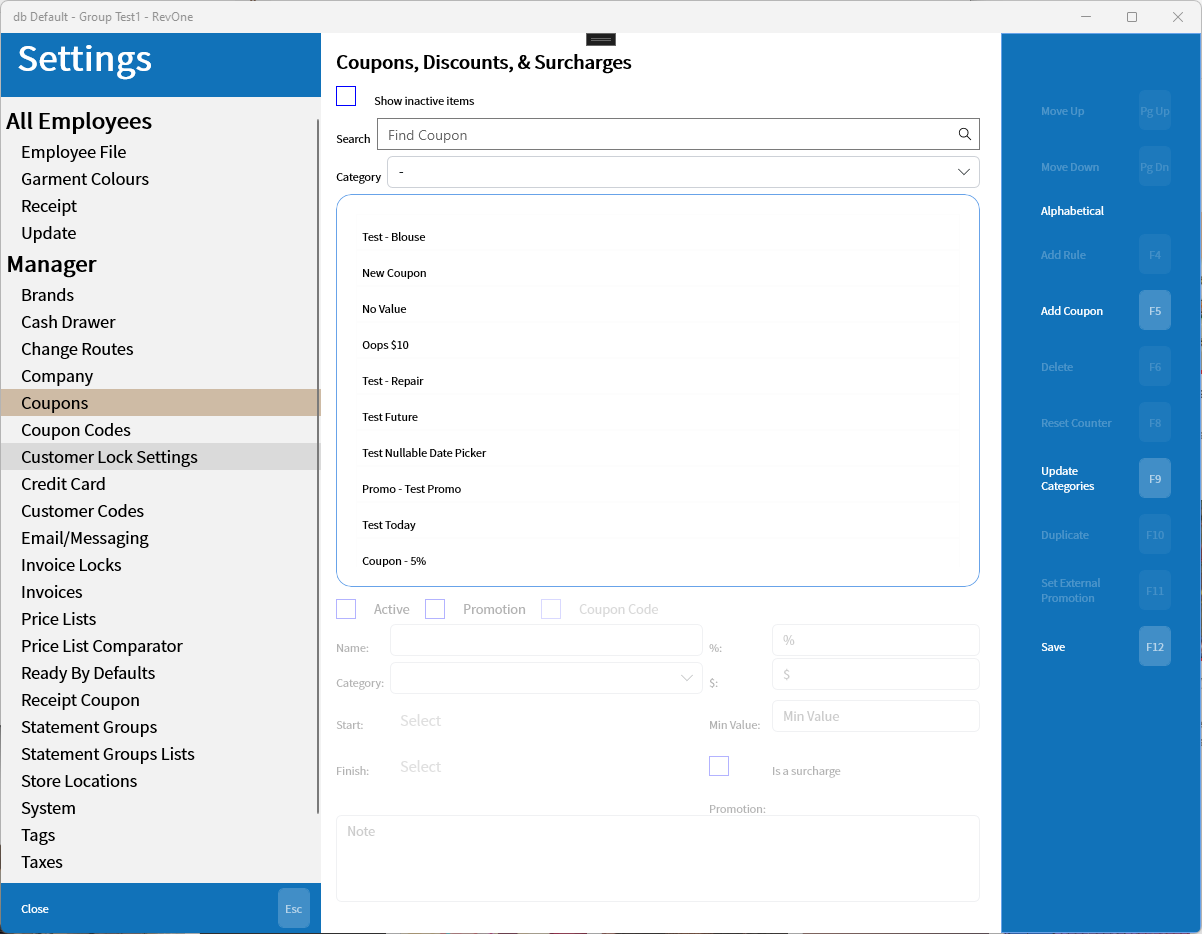 db Default - Group Test1 - RevOne
Settings
All Employees
Employee File
Garment Colours
Receipt
Update
Manager
Brands
Cash Drawer
Change Routes
Company
Coupons
Coupon Codes
Customer Lock Settings
Credit Card
Customer Codes
Email/Messaging
Invoice Locks
Invoices
Price Lists
Price List Comparator
Ready By Defaults
Receipt Coupon
Statement Groups
Statement Groups Lists
Store Locations
System
Tags
Taxes
Close Esc
Coupons, Discounts, & Surcharges
Show inactive items
Search Find Coupon
Category -
Test - Blouse
New Coupon
No Value
Oops $10
Test - Repair
Test Future
Test Nullable Date Picker
Promo - Test Promo
Test Today
Coupon - 5%
Active Promotion Coupon Code
Name: %: %
Category: $: $
Start: Select Min Value: Min Value
Finish: Select Is a surcharge
Promotion:
Note
Move Up Pg Up
Move Down Pg Dn
Alphabetical
Add Rule F4
Add Coupon F5
Delete F6
Reset Counter F8
Update
Categories F9
Duplicate F10
Set External
Promotion F11
Save F12